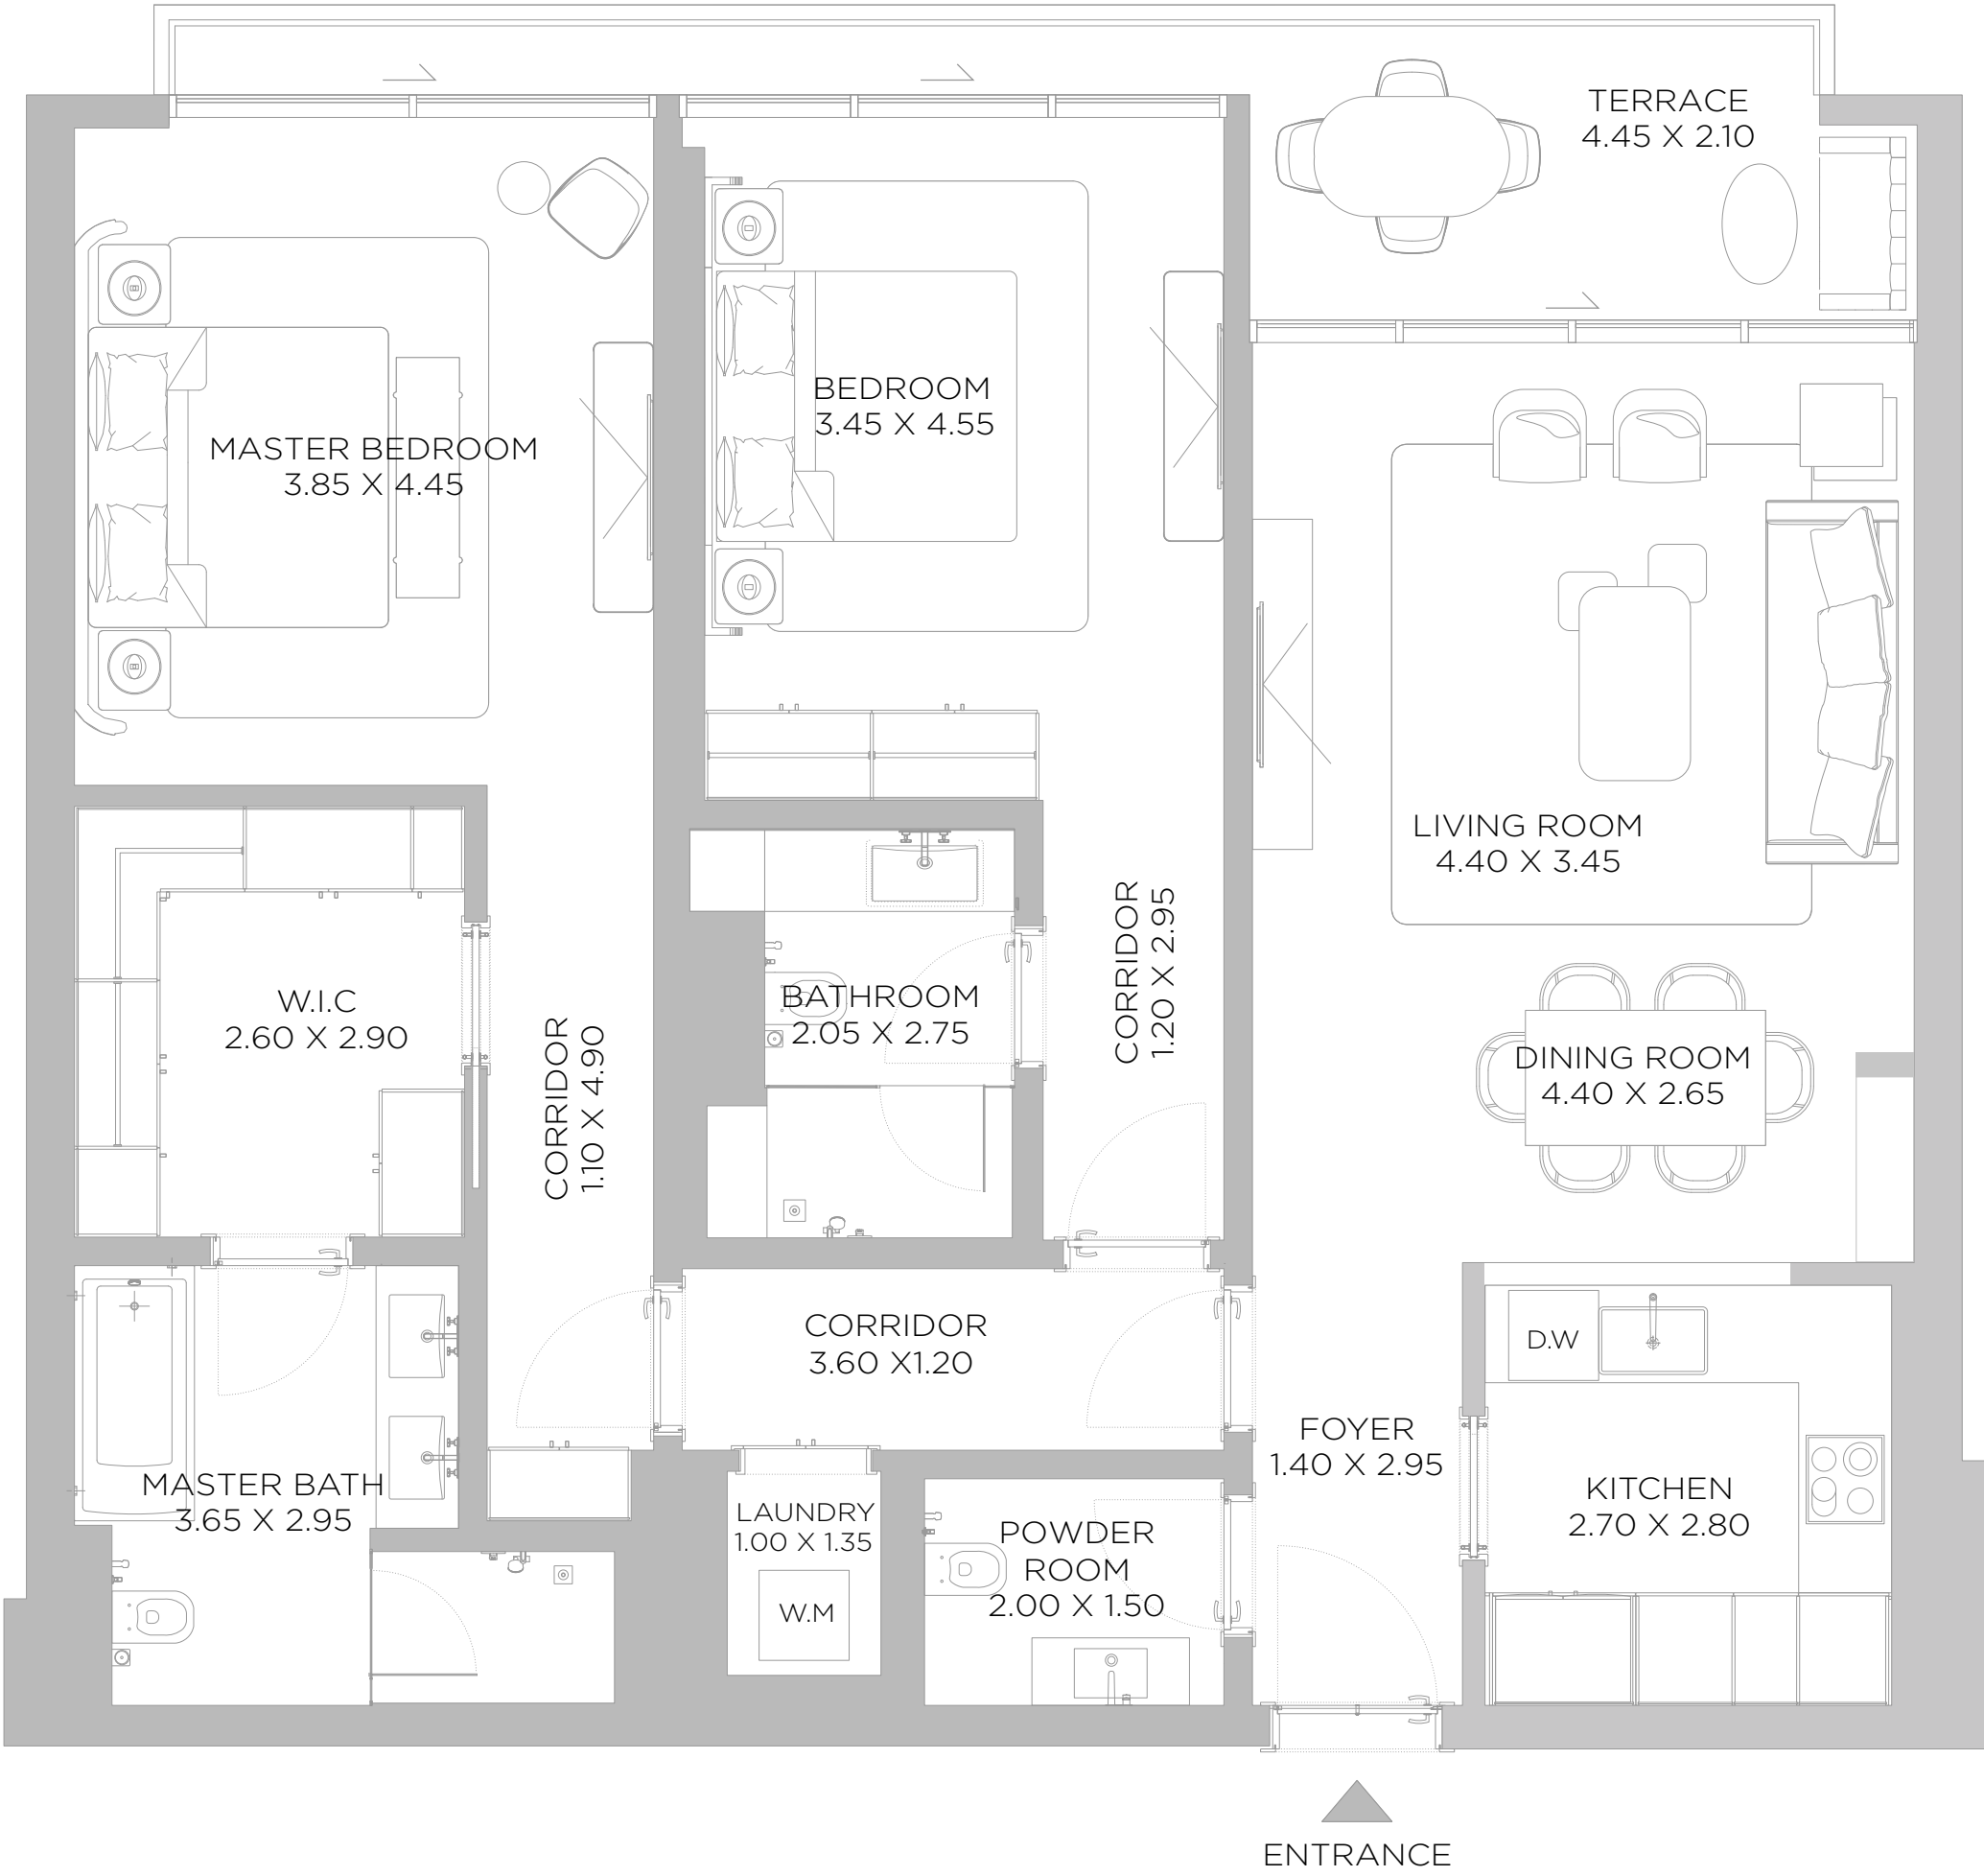 TERRACE
4.45 X 2.10
BEDROOM
3.45 X 4.55
MASTER BEDROOM
3.85 X 4.45
LIVING ROOM
4.40 X 3.45
W.I.C
2.60 X 2.90
CORRIDOR
1.10 X 4.90
BATHROOM
2.05 X 2.75
CORRIDOR
1.20 X 2.95
DINING ROOM
4.40 X 2.65
CORRIDOR
3.60 X1.20
D.W
FOYER
1.40 X 2.95
MASTER BATH
3.65 X 2.95
LAUNDRY
1.00 X 1.35
W.M
POWDER
ROOM
2.00 X 1.50
KITCHEN
2.70 X 2.80
ENTRANCE